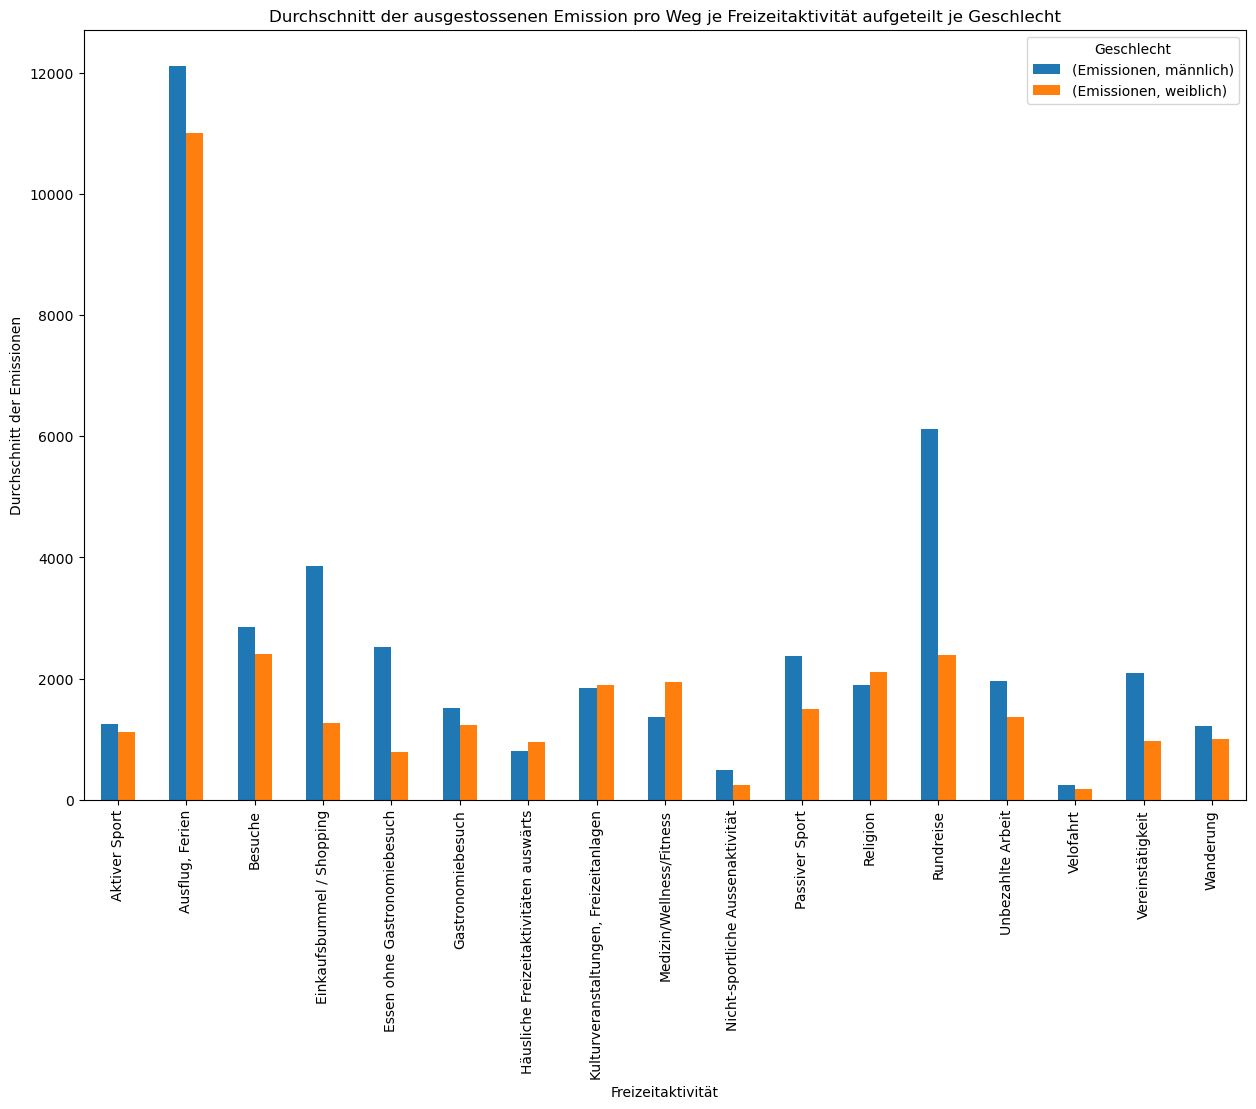 Durchschnitt der ausgestossenen Emission pro Weg je Freizeitaktivität aufgeteilt je Geschlecht
Geschlecht
(Emissionen, männlich)
(Emissionen, weiblich)
Durchschnitt der Emissionen
12000
10000
8000
6000
4000
2000
0
Aktiver Sport
Ausflug, Ferien
Besuche
Einkaufsbummel / Shopping
Essen ohne Gastronomiebesuch
Gastronomiebesuch
Häusliche Freizeitaktivitäten auswärts
Kulturveranstaltungen, Freizeitanlagen
Medizin/Wellness/Fitness
Nicht-sportliche Aussenaktivität
Passiver Sport
Religion
Rundreise
Unbezahlte Arbeit
Velofahrt
Vereinstätigkeit
Wanderung
Freizeitaktivität